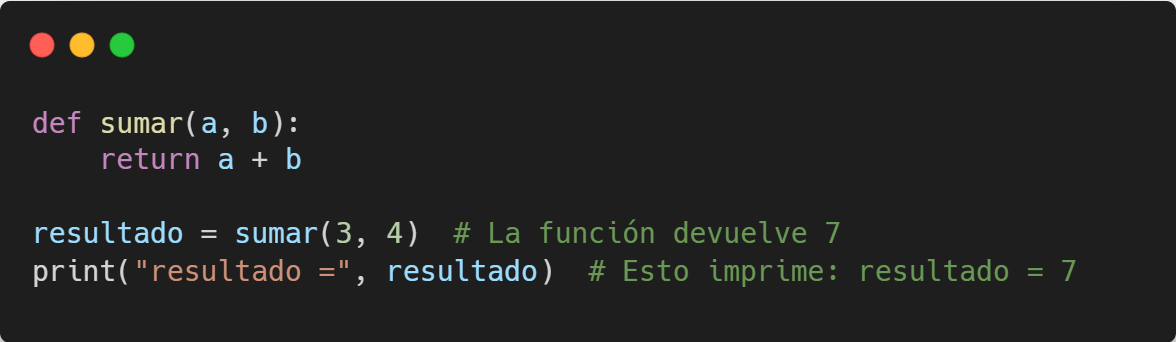 def sumar(a, b):
    return a + b
resultado = sumar(3, 4)  # La función devuelve 7
print("resultado =", resultado)  # Esto imprime: resultado = 7